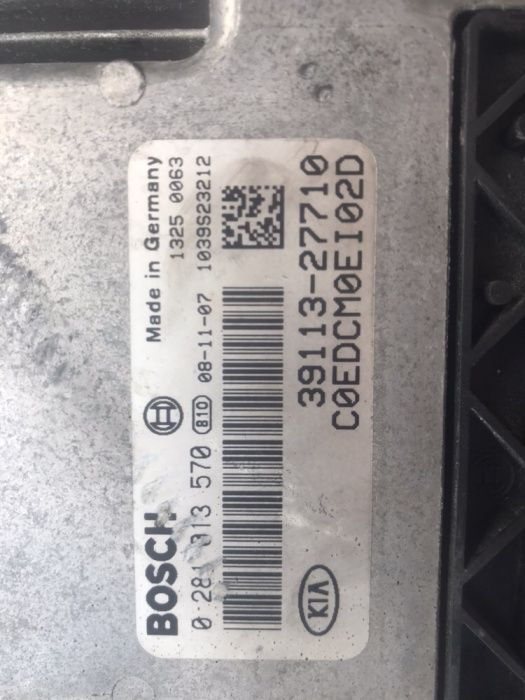 BOSCH Made in Germany
1325 0063
0 281 013 570 810 08-11-07 1039S23212
39113-27710
KIA C0EDCM0EI02D